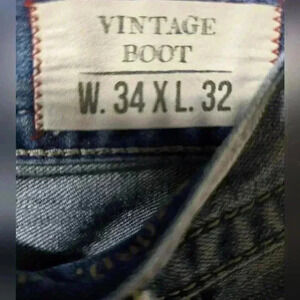 VINTAGE
BOOT
W. 34 X L. 32